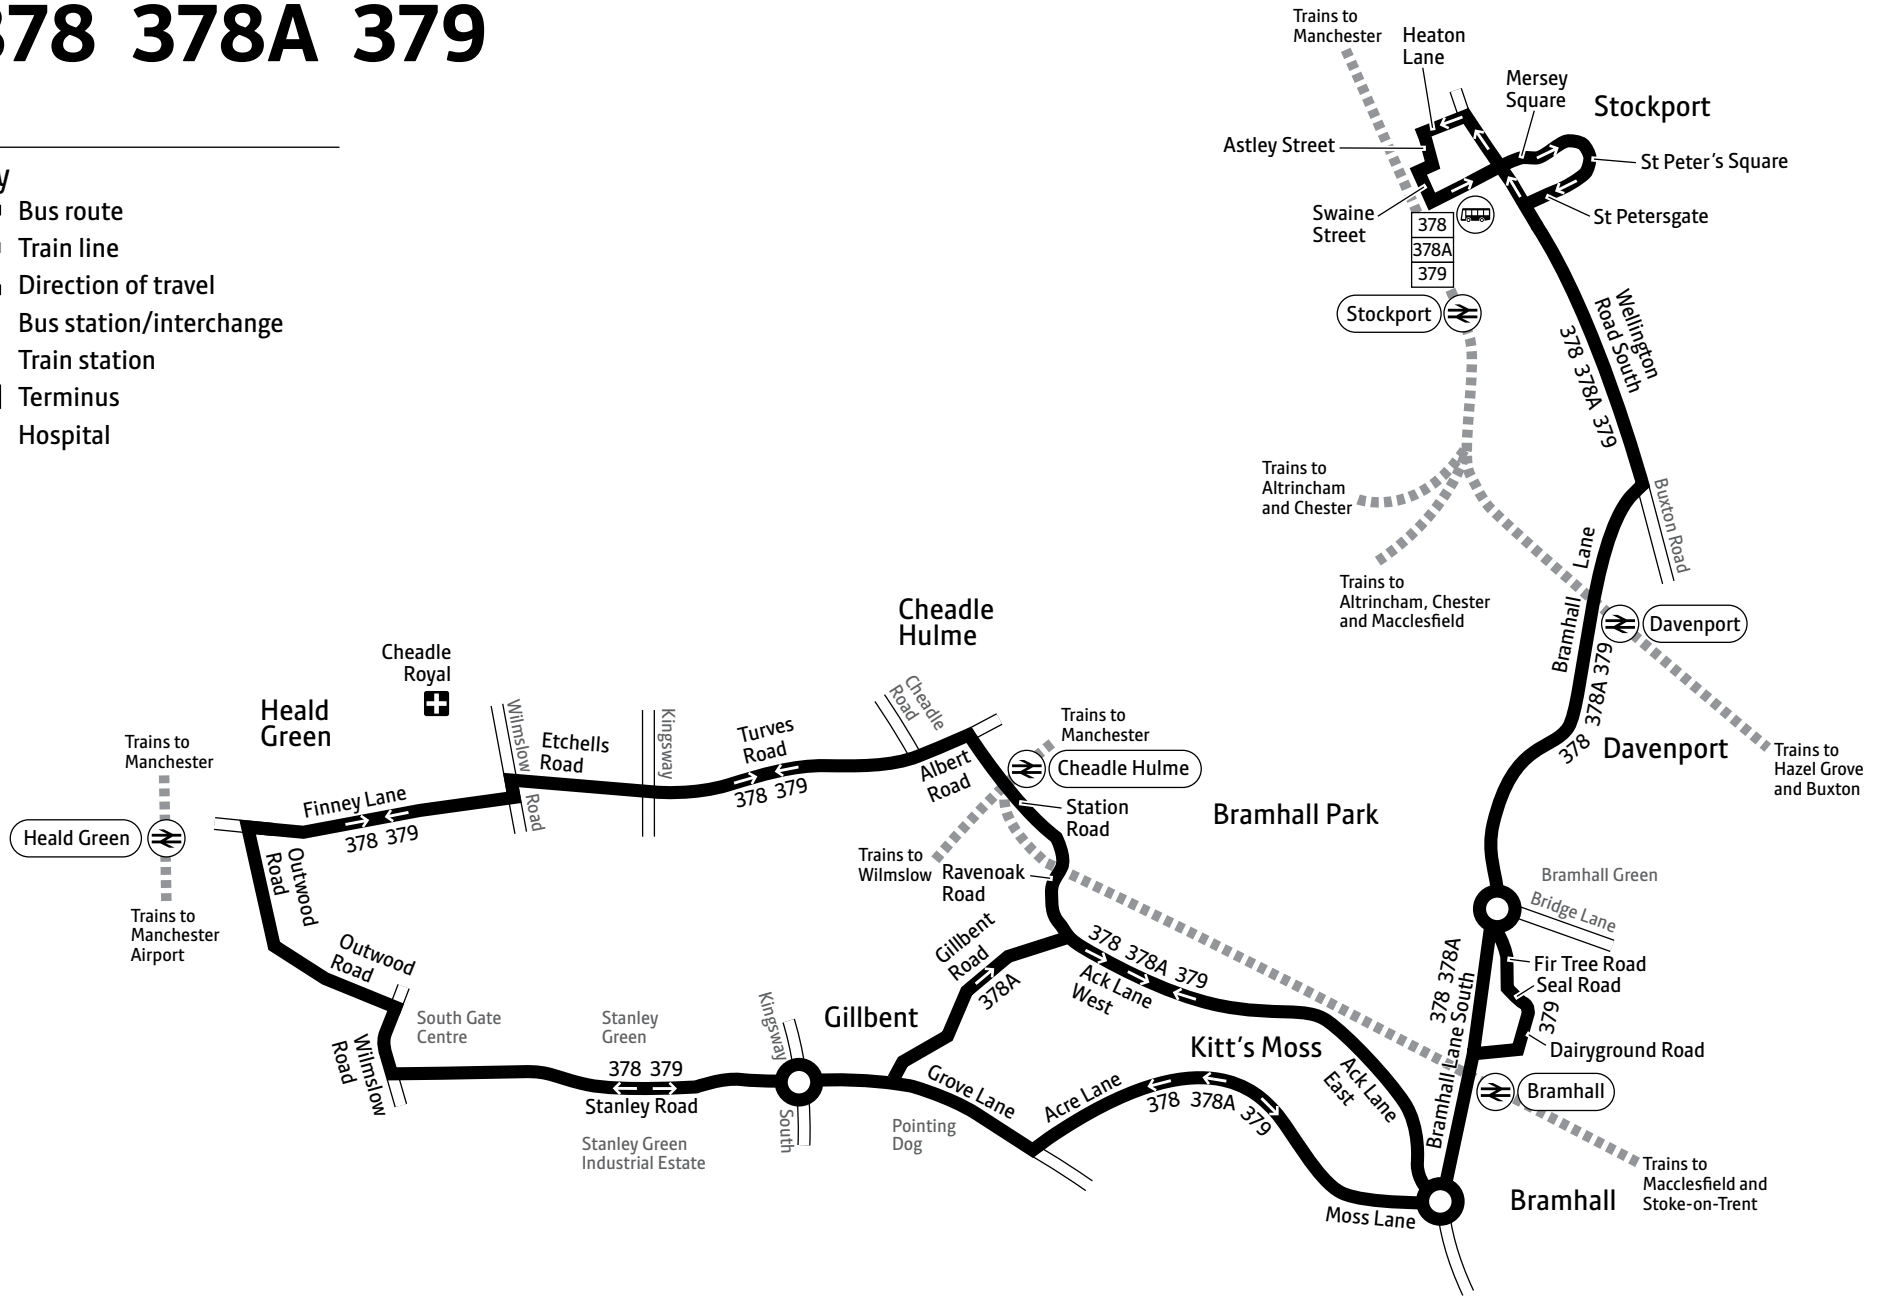 378 378A 379
y
Bus route
Train line
Direction of travel
Bus station/interchange
Train station
Terminus
Hospital
Trains to
Manchester
Heaton
Lane
Mersey
Square
Stockport
Astley Street
St Peter's Square
Swaine
Street
St Petersgate
378
378A
379
Stockport
Wellington
Road South
378 378A 379
Trains to
Altrincham
and Chester
Buxton Road
Trains to
Altrincham, Chester
and Macclesfield
Bramhall Lane
Davenport
378 378A 379
Davenport
Trains to
Hazel Grove
and Buxton
Cheadle
Hulme
Cheadle
Royal
Heald
Green
Trains to
Manchester
Heald Green
Trains to
Manchester
Airport
Finney Lane
378 379
Wilmslow
Road
Etchells
Road
Kingsway
Turves
Road
378 379
Cheadle
Road
Albert
Road
Trains to
Manchester
Cheadle Hulme
Station
Road
Trains to
Wilmslow
Ravenoak
Road
Bramhall Park
Outwood
Road
Outwood
Road
South Gate
Centre
Wilmslow
Road
Stanley
Green
378 379
Stanley Road
Stanley Green
Industrial Estate
Kingsway
South
Gillbent
Gillbent
Road
378A
Pointing
Dog
Grove Lane
378 378A 379
Ack Lane
West
Kitt's Moss
Ack Lane
East
Acre Lane
378 378A 379
Moss Lane
Bramhall Green
Bridge Lane
378 378A
Bramhall Lane South
Fir Tree Road
Seal Road
379
Dairyground Road
Bramhall
Trains to
Macclesfield and
Stoke-on-Trent
Bramhall